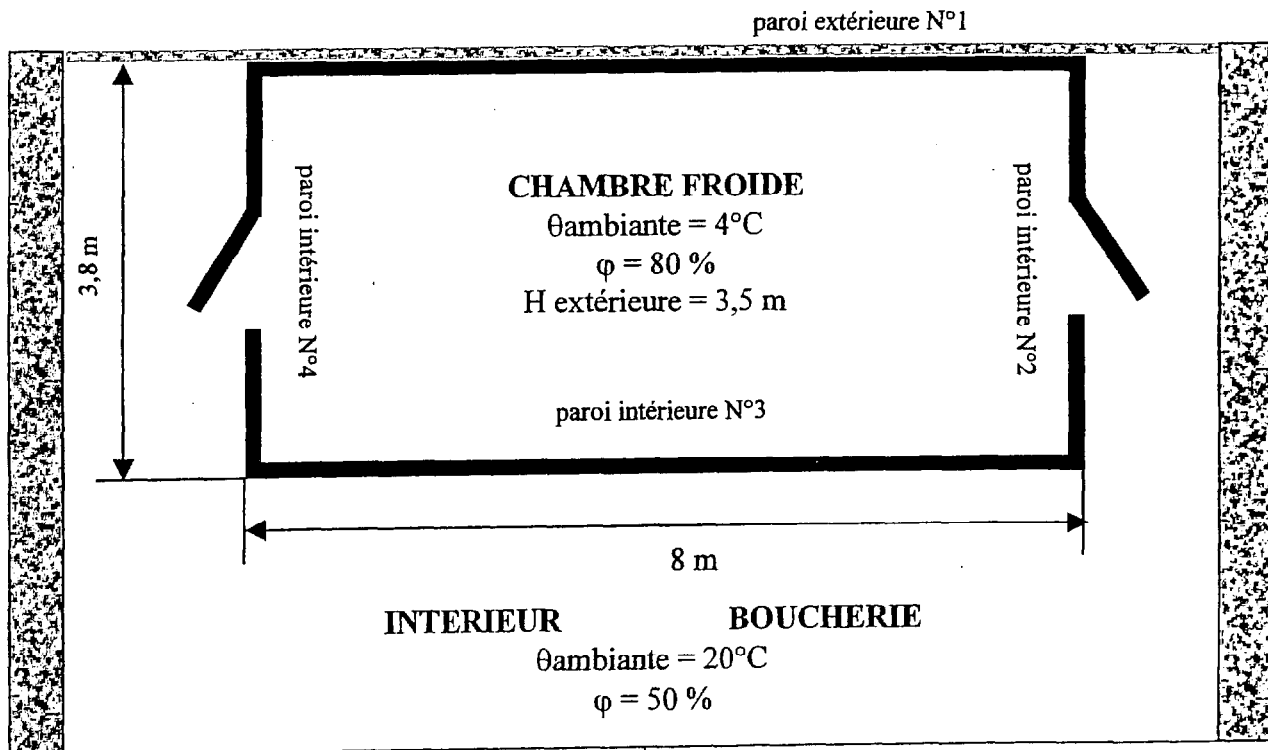 paroi extérieure N°1
3,8 m
paroi intérieure N°4
CHAMBRE FROIDE
θambiante = 4°C
φ = 80 %
H extérieure = 3,5 m
paroi intérieure N°2
paroi intérieure N°3
8 m
INTERIEUR BOUCHERIE
θambiante = 20°C
φ = 50 %